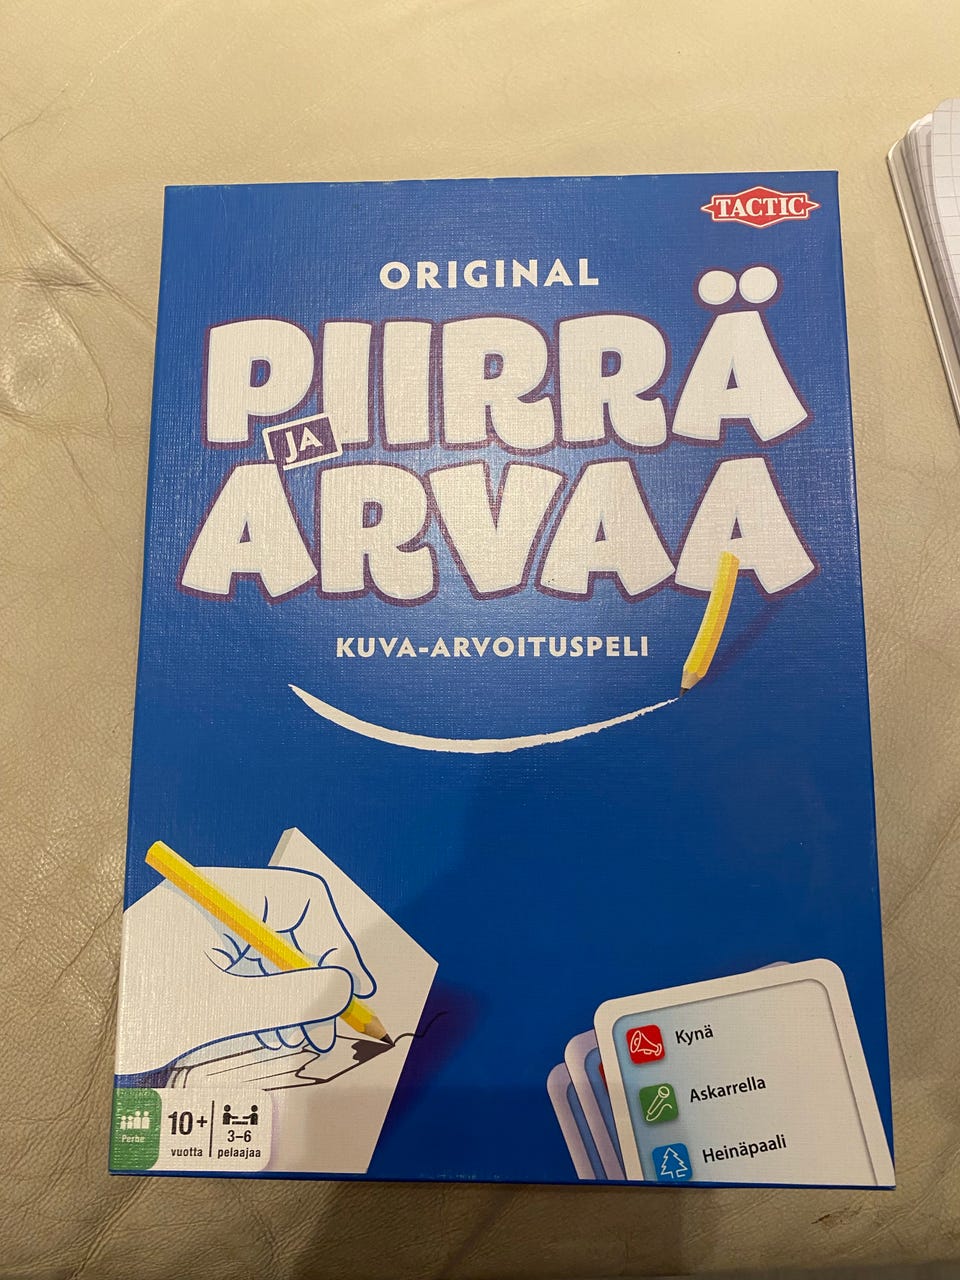 TACTIC
ORIGINAL
PIIRRÄ
JA
ARVAA
KUVA-ARVOITUSPELI
Kynä
Askarrella
Heinäpaali
Perhe
10+
vuotta
3–6
pelaajaa